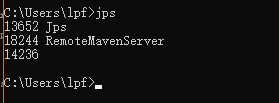 C:\Users\lpf>jps
13652 Jps
18244 RemoteMavenServer
14236
C:\Users\lpf>